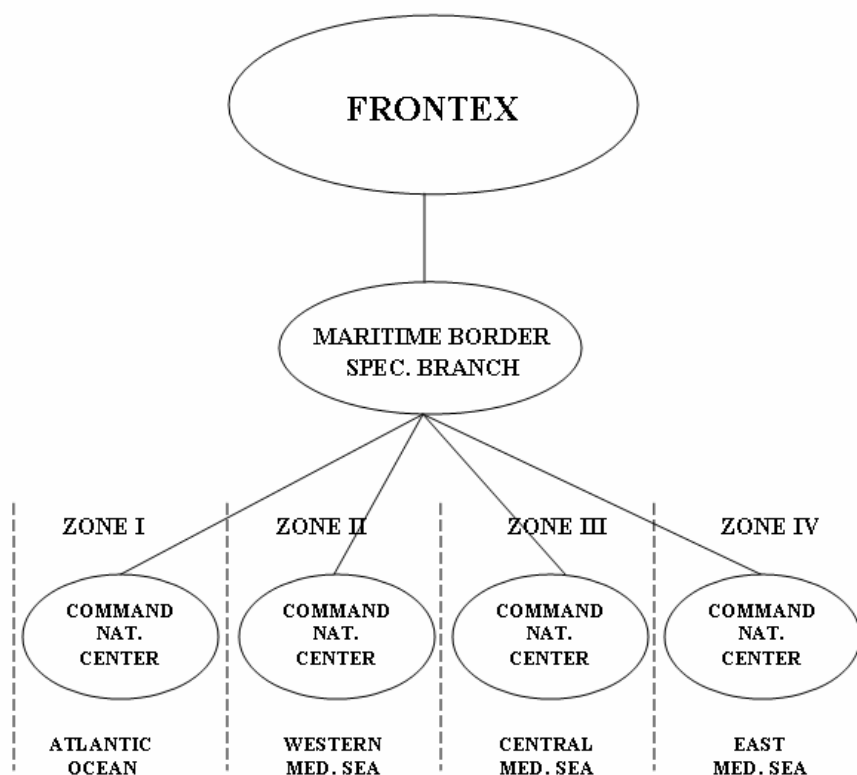 FRONTEX
MARITIME BORDER
SPEC. BRANCH
ZONE I
ZONE II
ZONE III
ZONE IV
COMMAND
NAT.
CENTER
COMMAND
NAT.
CENTER
COMMAND
NAT.
CENTER
COMMAND
NAT.
CENTER
ATLANTIC
OCEAN
WESTERN
MED. SEA
CENTRAL
MED. SEA
EAST
MED. SEA